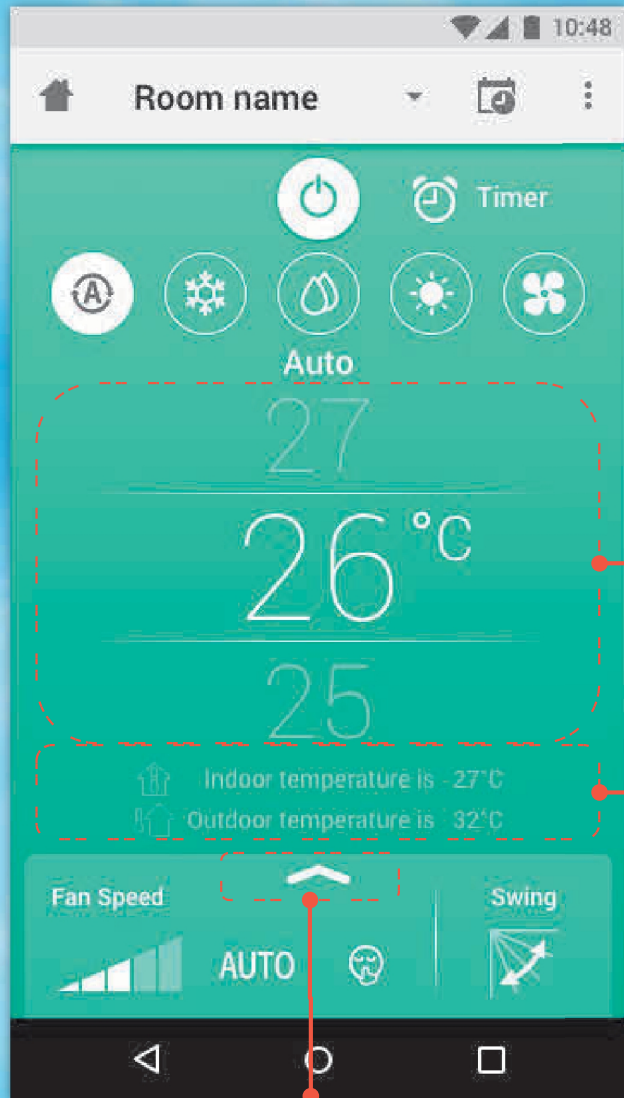 10:48
Room name
Timer
A
Auto
27
26 °C
25
Indoor temperature is 27°C
Outdoor temperature is 32°C
Fan Speed
Swing
AUTO